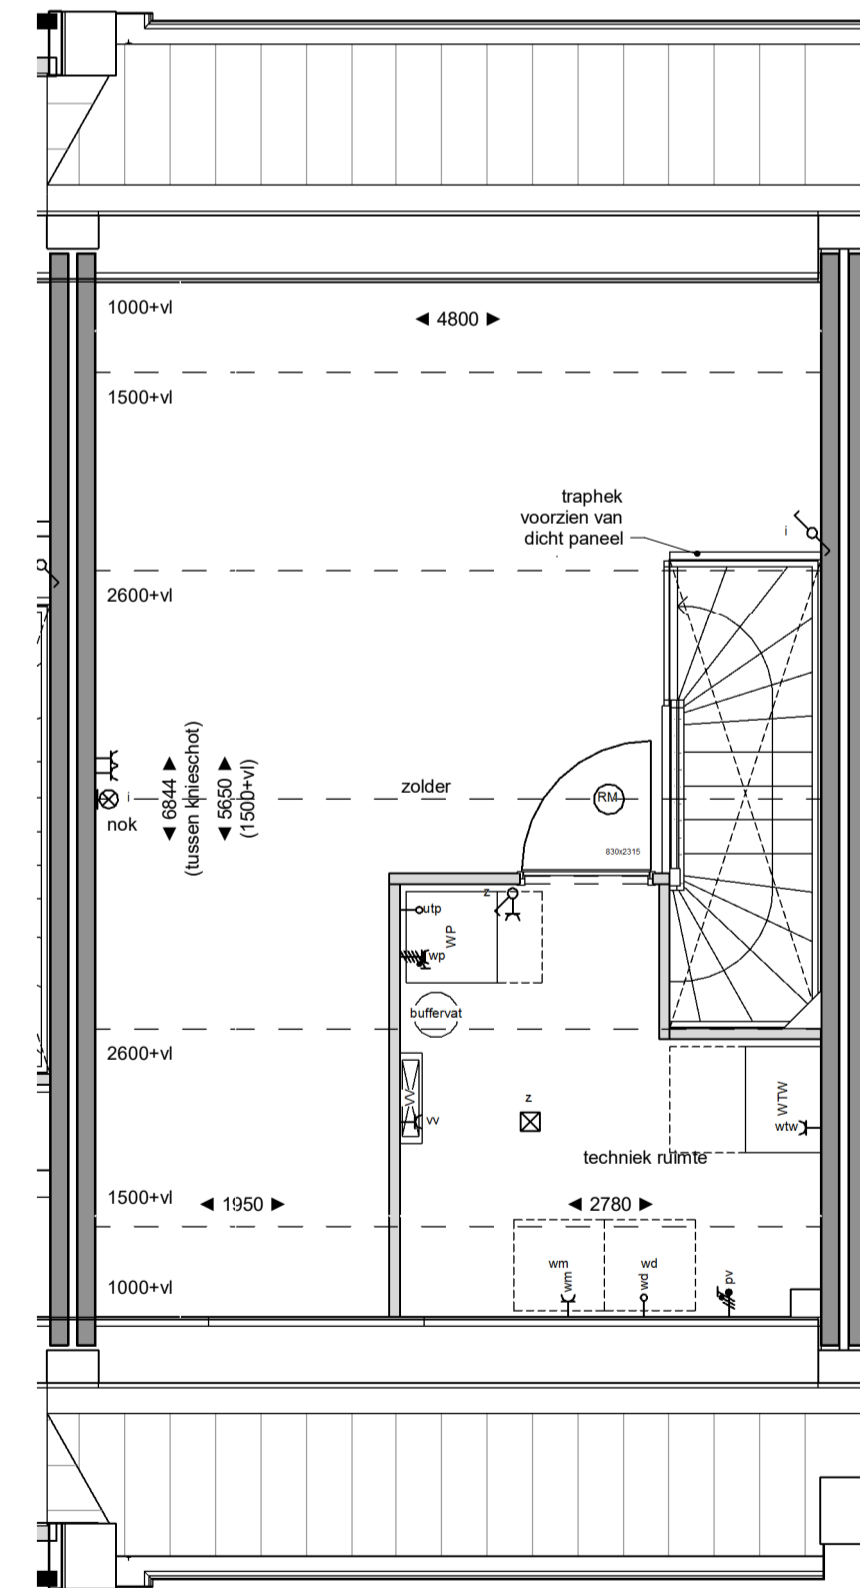 1000+vl
4800
1500+vl
traphek
voorzien van
dicht paneel
i
2600+vl
6844
(tussen knieschot)
5650
(1500+vl)
i
nok
zolder
RM
830x2315
z
utp
WP
wp
buffervat
2600+vl
VV
vv
z
WTW
wtw
techniek ruimte
1500+vl
1950
2780
1000+vl
wm
wm
wd
wd
pv